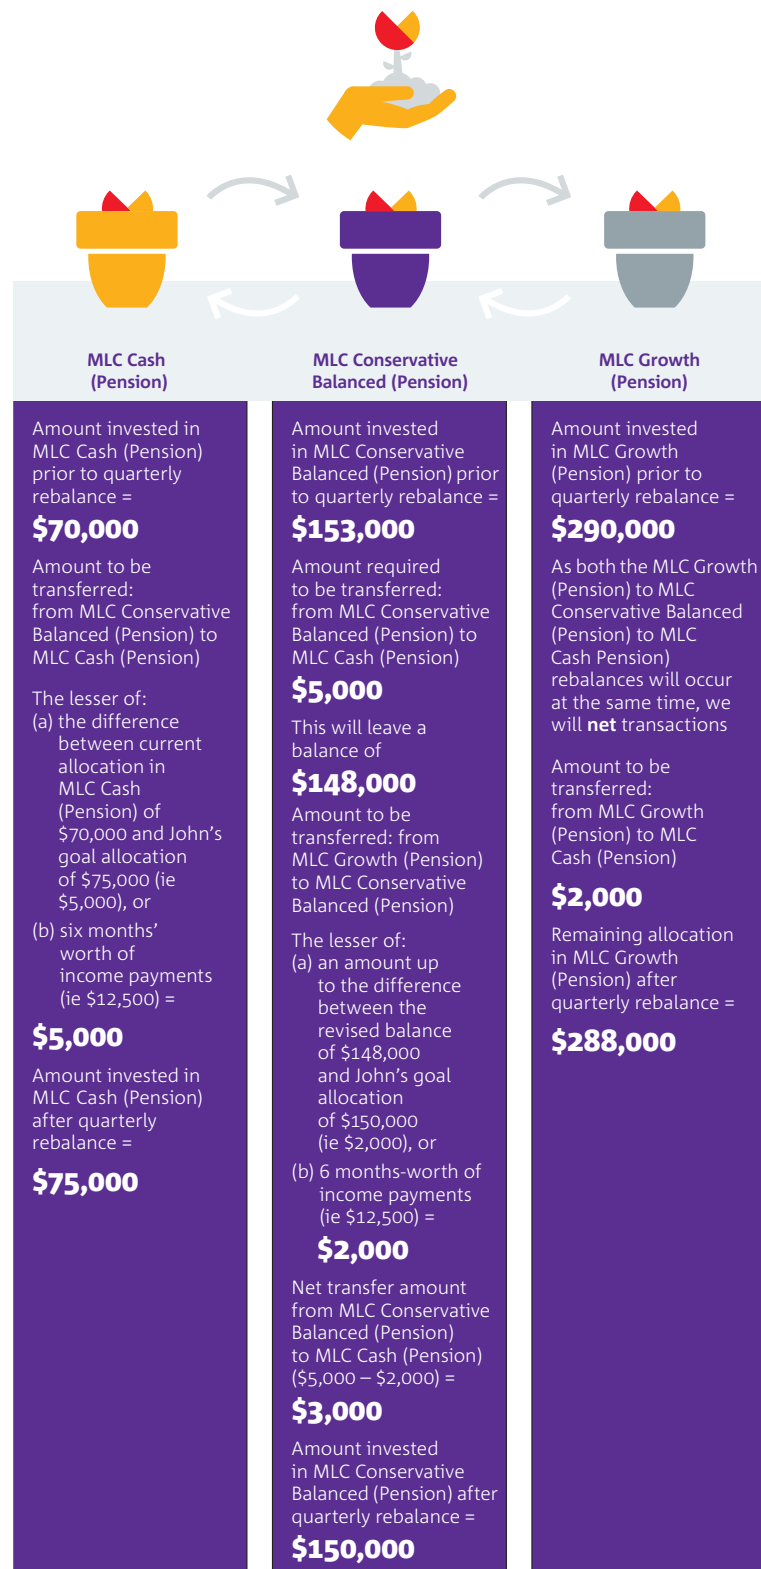 MLC Cash
(Pension)
MLC Conservative
Balanced (Pension)
MLC Growth
(Pension)
Amount invested in
MLC Cash (Pension)
prior to quarterly
rebalance =
$70,000
Amount to be
transferred:
from MLC Conservative
Balanced (Pension) to
MLC Cash (Pension)
The lesser of:
(a) the difference
between current
allocation in
MLC Cash
(Pension) of
$70,000 and John’s
goal allocation
of $75,000 (ie
$5,000), or
(b) six months’
worth of
income payments
(ie $12,500) =
$5,000
Amount invested in
MLC Cash (Pension)
after quarterly
rebalance =
$75,000
Amount invested
in MLC Conservative
Balanced (Pension) prior
to quarterly rebalance =
$153,000
Amount required
to be transferred:
from MLC Conservative
Balanced (Pension) to
MLC Cash (Pension)
$5,000
This will leave a
balance of
$148,000
Amount to be
transferred: from
MLC Growth (Pension)
to MLC Conservative
Balanced (Pension)
The lesser of:
(a) an amount up
to the difference
between the
revised balance
of $148,000
and John’s goal
allocation
of $150,000
(ie $2,000), or
(b) 6 months-worth of
income payments
(ie $12,500) =
$2,000
Net transfer amount
from MLC Conservative
Balanced (Pension)
to MLC Cash (Pension)
($5,000 – $2,000) =
$3,000
Amount invested
in MLC Conservative
Balanced (Pension) after
quarterly rebalance =
$150,000
Amount invested
in MLC Growth
(Pension) prior to
quarterly rebalance =
$290,000
As both the MLC Growth
(Pension) to MLC
Conservative Balanced
(Pension) to MLC
Cash Pension)
rebalances will occur
at the same time, we
will net transactions
Amount to be
transferred:
from MLC Growth
(Pension) to MLC
Cash (Pension)
$2,000
Remaining allocation
in MLC Growth
(Pension) after
quarterly rebalance =
$288,000